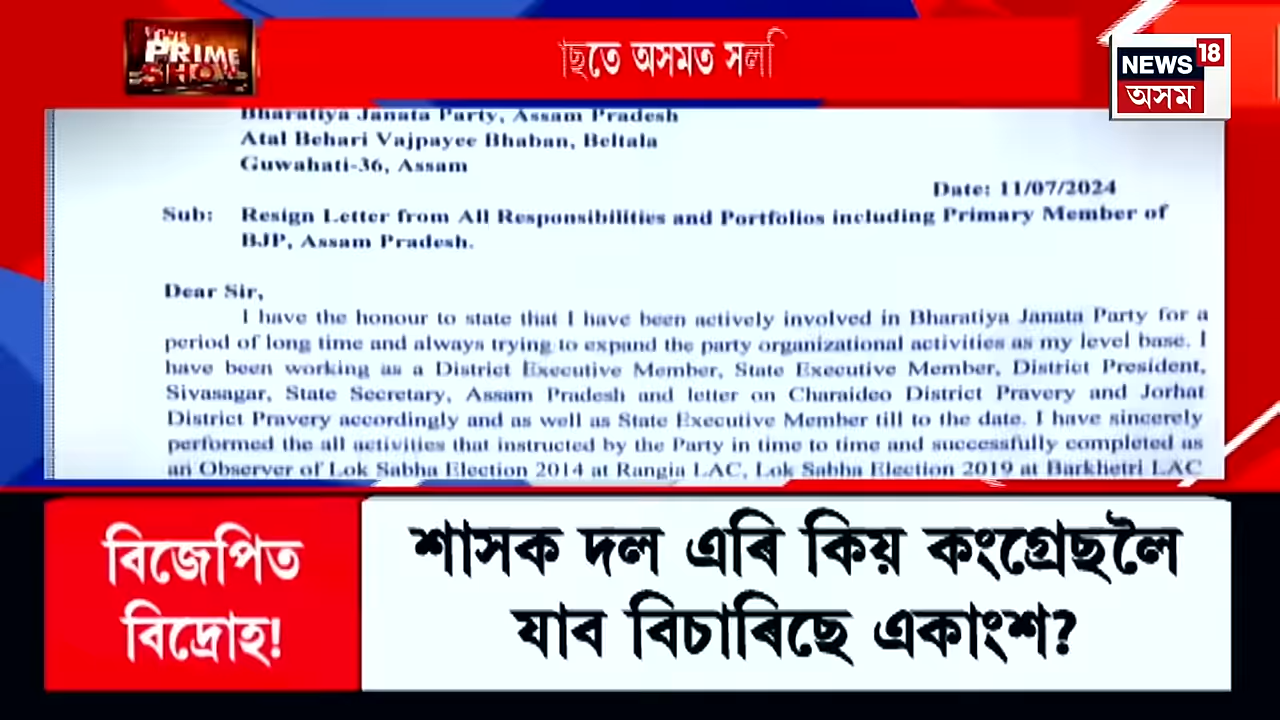 THE
PRIME
SHOW
অসমত
NEWS 18
অসম
Bharatiya Janata Party, Assam Pradesh
Atal Behari Vajpayee Bhaban, Beltala
Guwahati-36, Assam
Date: 11/07/2024
Sub: Resign Letter from All Responsibilities and Portfolios including Primary Member of
BJP, Assam Pradesh.
Dear Sir,
I have the honour to state that I have been actively involved in Bharatiya Janata Party for a
period of long time and always trying to expand the party organizational activities as my level base. I
have been working as a District Executive Member, State Executive Member, District President,
Sivasagar, State Secretary, Assam Pradesh and letter on Charaideo District Pravery and Jorhat
District Pravery accordingly and as well as State Executive Member till to the date. I have sincerely
performed the all activities that instructed by the Party in time to time and successfully completed as
an Observer of Lok Sabha Election 2014 at Rangia LAC, Lok Sabha Election 2019 at Barkhetri LAC
বিজেপিত
বিদ্ৰোহ!
শাসক দল এৰি কিয় কংগ্ৰেছলৈ
যাব বিচাৰিছে একাংশ?